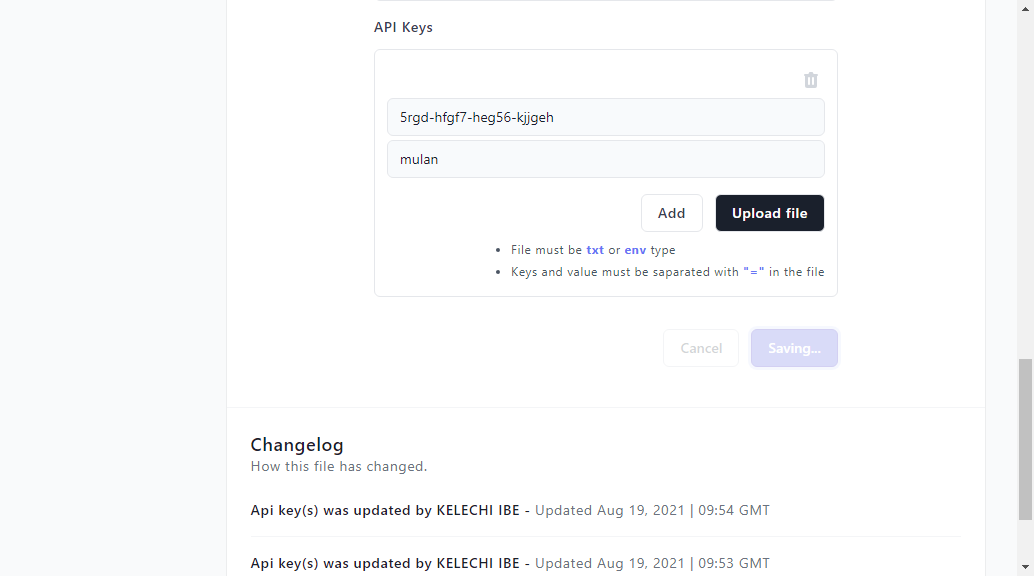 API Keys
5rgd-hfgf7-heg56-kjjgeh
mulan
Add Upload file
File must be txt or env type
Keys and value must be saparated with "=" in the file
Cancel Saving...
Changelog
How this file has changed.
Api key(s) was updated by KELECHI IBE - Updated Aug 19, 2021 | 09:54 GMT
Api key(s) was updated by KELECHI IBE - Updated Aug 19, 2021 | 09:53 GMT